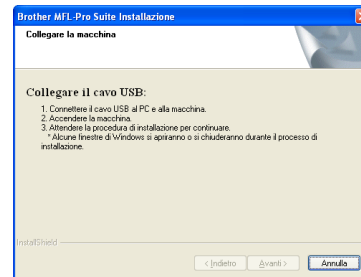 Brother MFL-Pro Suite Installazione
Collegare la macchina
Collegare il cavo USB:
1. Connettere il cavo USB al PC e alla macchina.
2. Accendere la macchina.
3. Attendere la procedura di installazione per continuare.
* Alcune finestre di Windows si apriranno o si chiuderanno durante il processo di
installazione.
InstallShield
< Indietro Avanti > Annulla